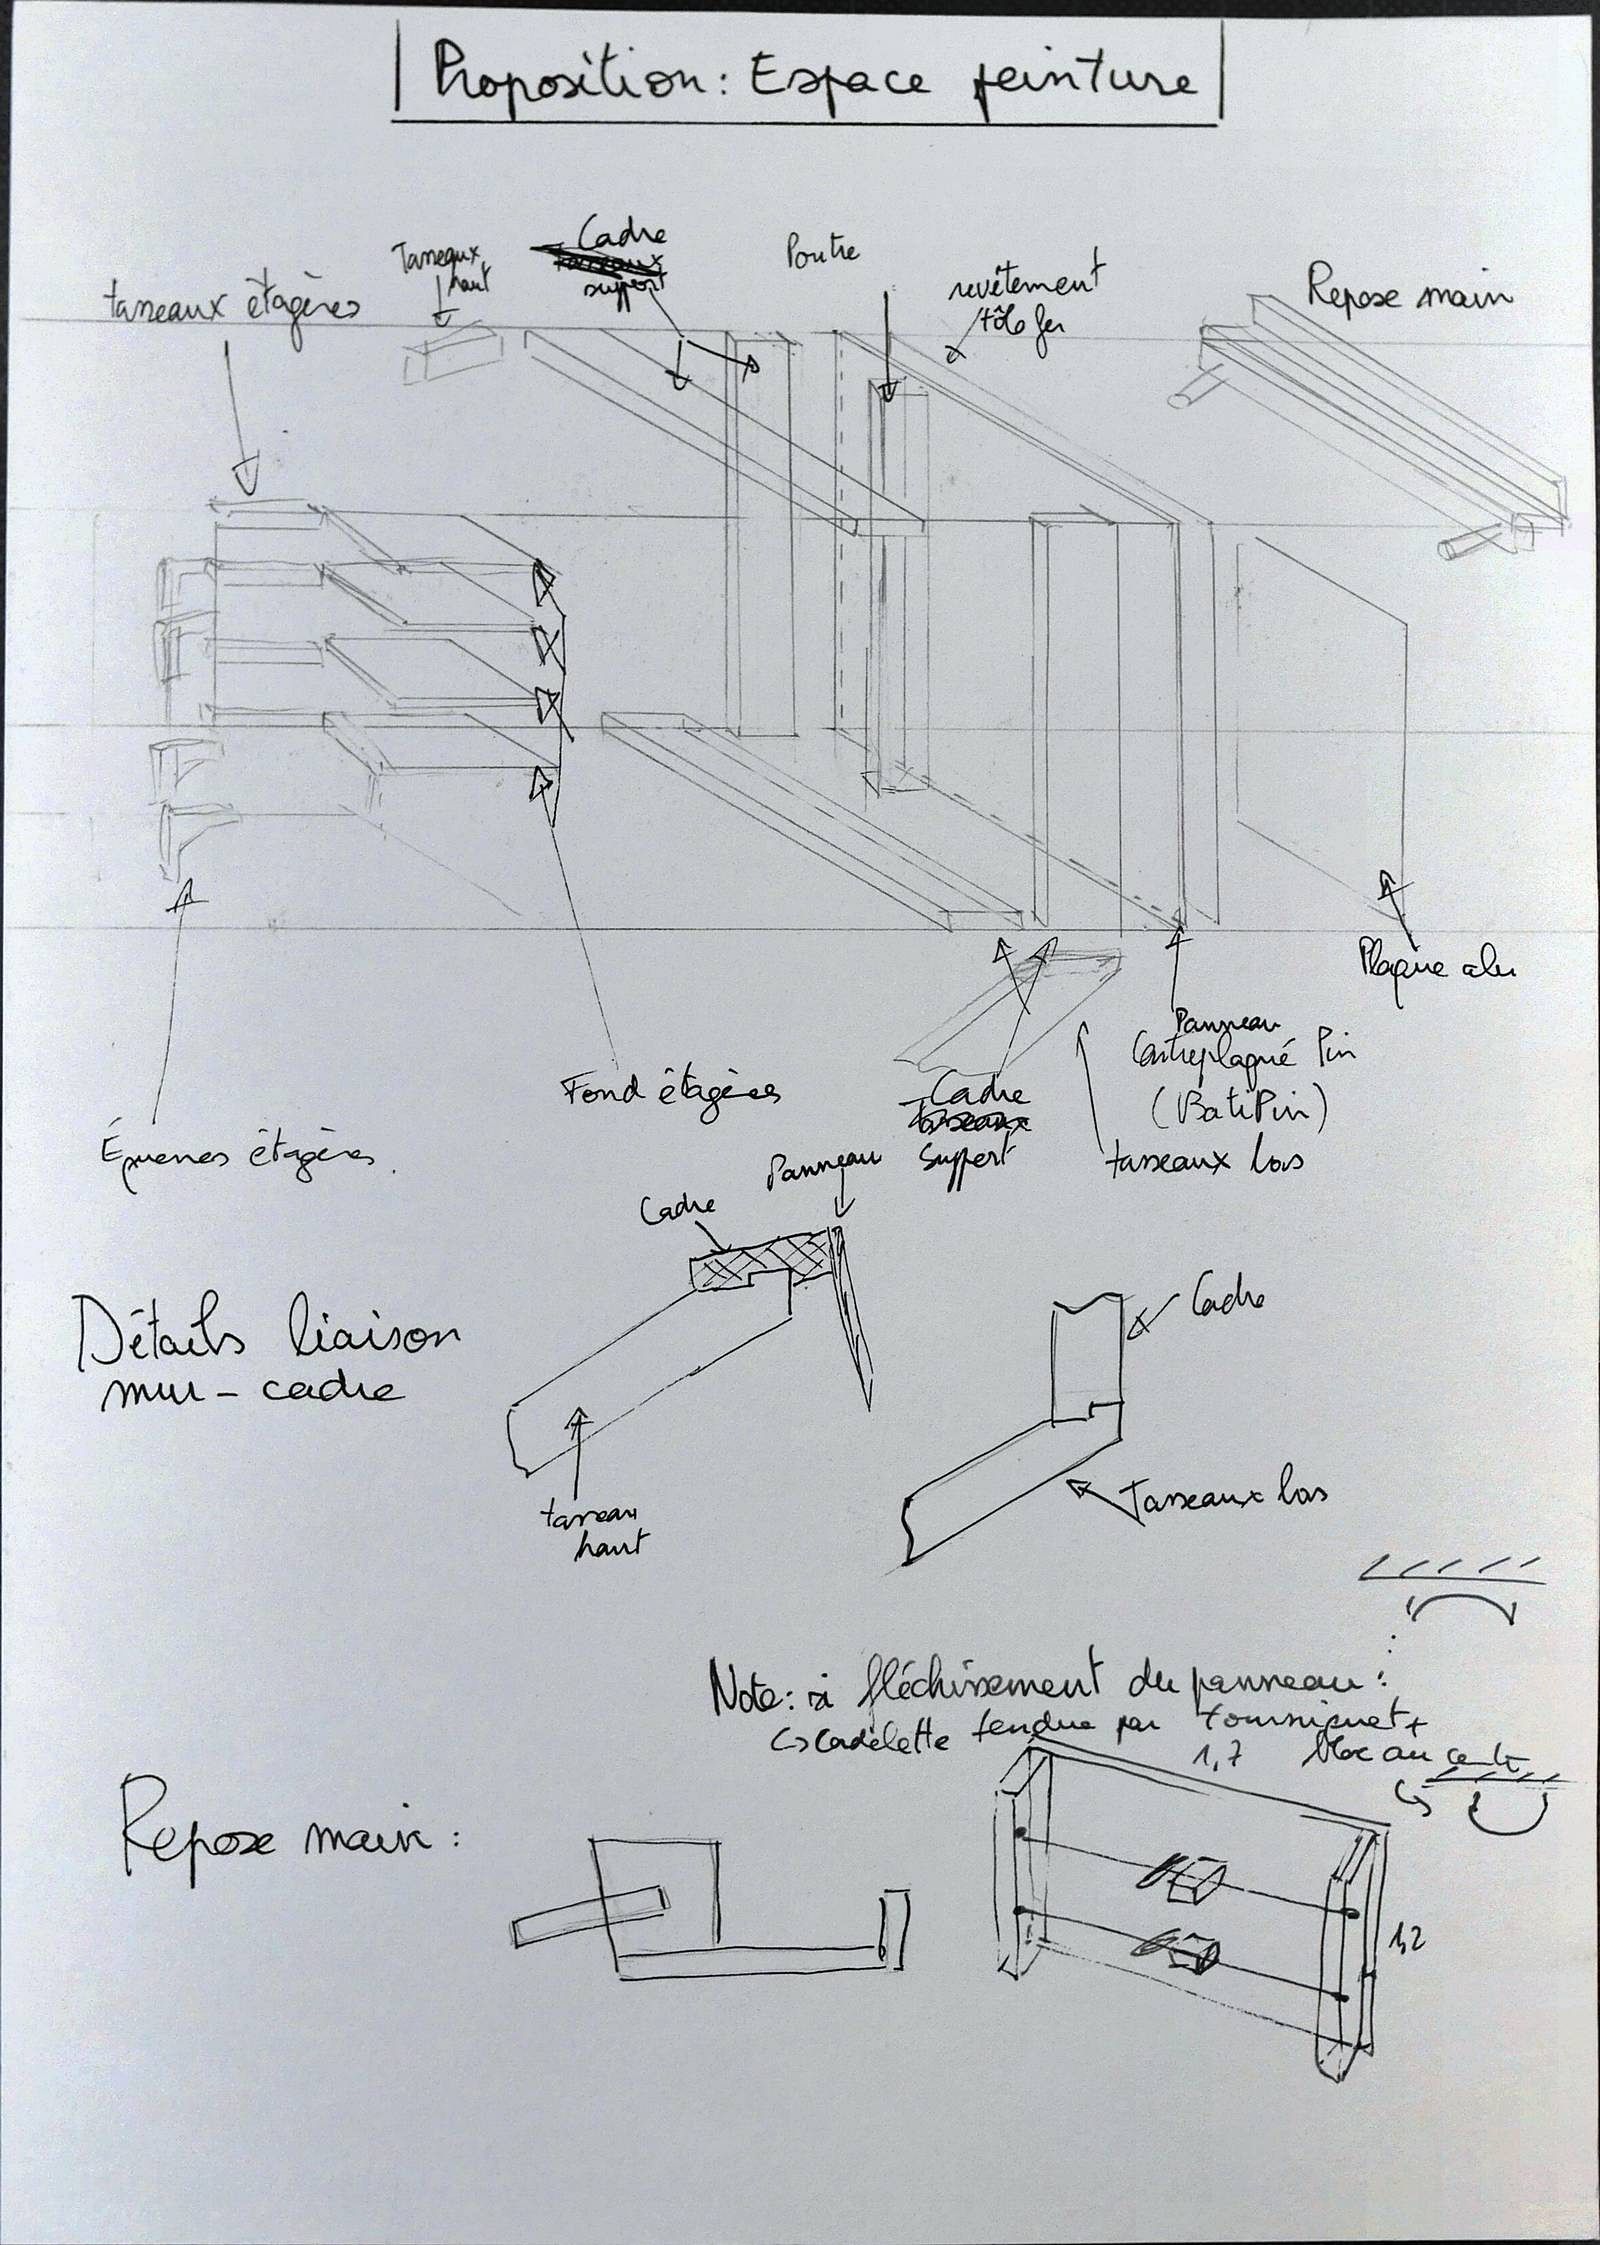 Proposition: Espace peinture
tasseaux étagères
Tasseaux
haut
Cadre
tasseaux
support
Poutre
revêtement
tôle fer
Repose main
Plaque alu
Panneau
Contreplaqué Pin
(BatiPin)
tasseaux bas
Cadre
tasseaux
Support
Fond étagères
Équerres étagères.
Détails liaison
mur - cadre
Cadre
Panneau
tasseau
haut
Cadre
Tasseaux bas
Note: si fléchissement du panneau:
↳ cordelette tendue par tourniquet +
1,7 bloc au centre
Repose main:
1,2